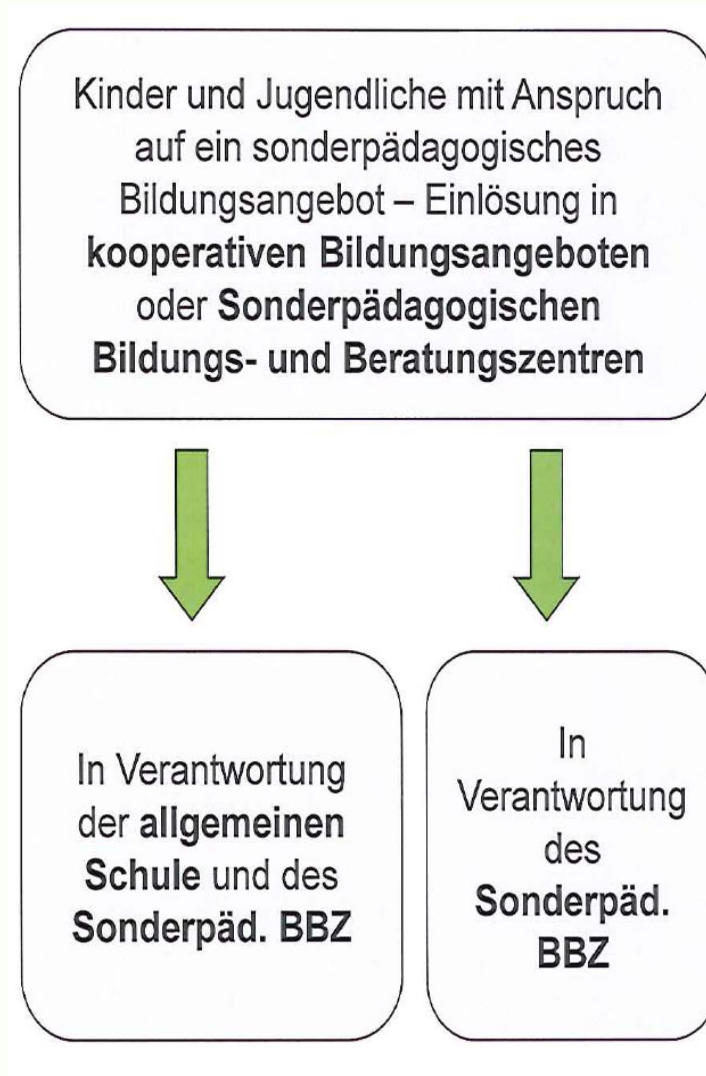 Kinder und Jugendliche mit Anspruch
auf ein sonderpädagogisches
Bildungsangebot – Einlösung in
kooperativen Bildungsangeboten
oder Sonderpädagogischen
Bildungs- und Beratungszentren
In Verantwortung
der allgemeinen
Schule und des
Sonderpäd. BBZ
In
Verantwortung
des
Sonderpäd.
BBZ